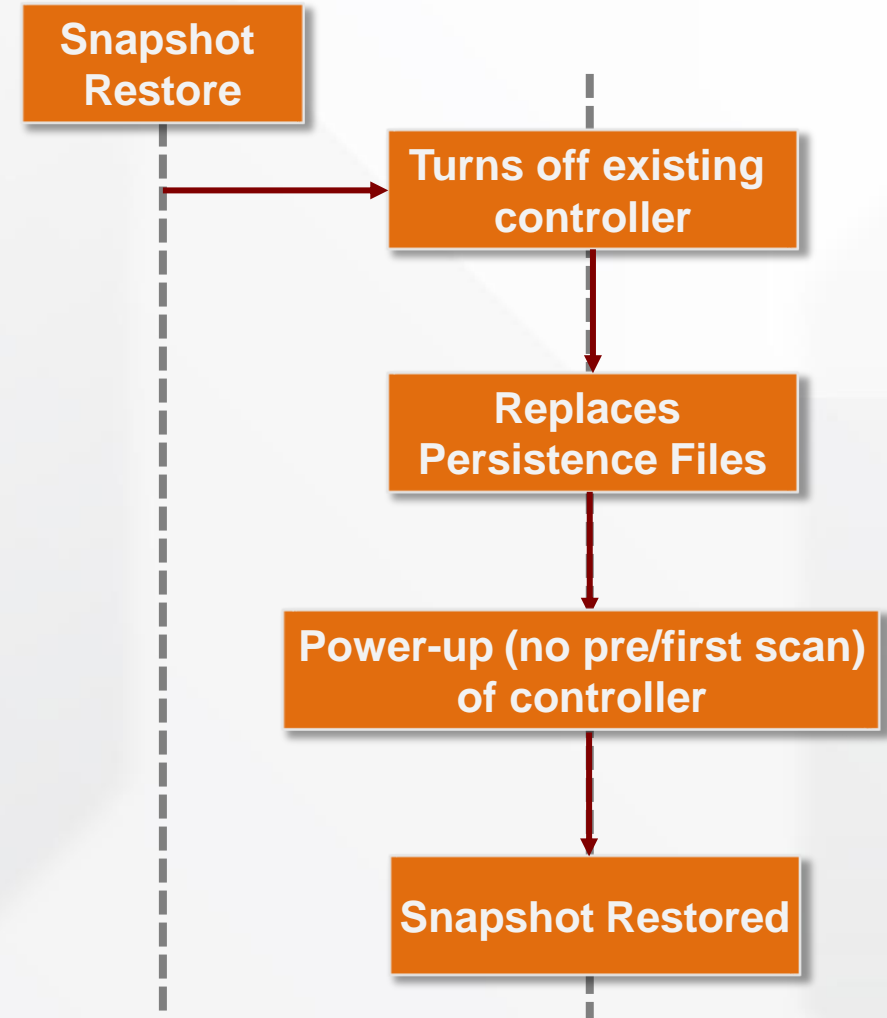 Snapshot
Restore
Turns off existing
controller
Replaces
Persistence Files
Power-up (no pre/first scan)
of controller
Snapshot Restored